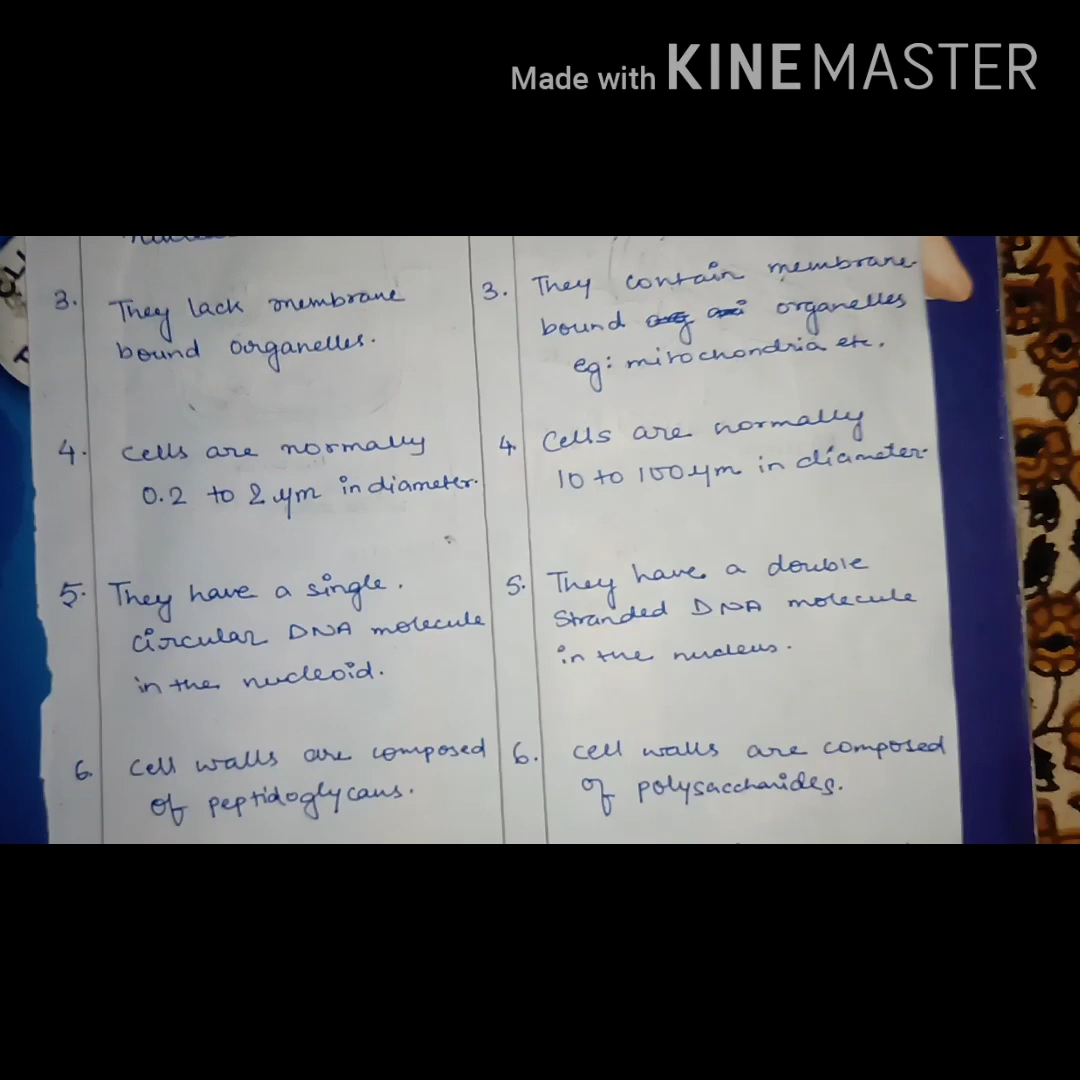 Made with KINEMASTER
3. They lack membrane
bound organelles.
3. They contain membrane
bound organelles
eg: mitochondria etc.
4. Cells are normally
0.2 to 2 µm in diameter.
4. Cells are normally
10 to 100 µm in diameter.
5. They have a single.
circular DNA molecule
in the nucleoid.
5. They have a double
stranded DNA molecule
in the nucleus.
6. cell walls are composed
of peptidoglycans.
6. cell walls are composed
of polysaccharides.